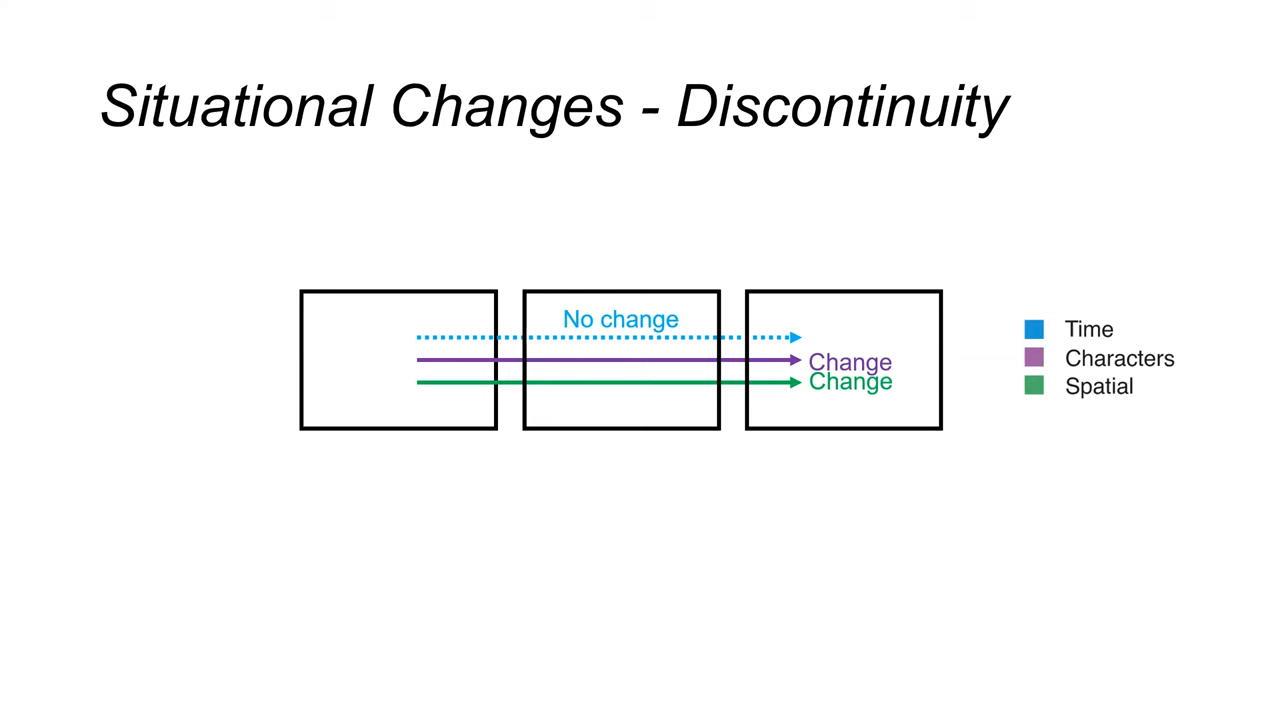 Situational Changes - Discontinuity
No change
Change
Change
Time
Characters
Spatial